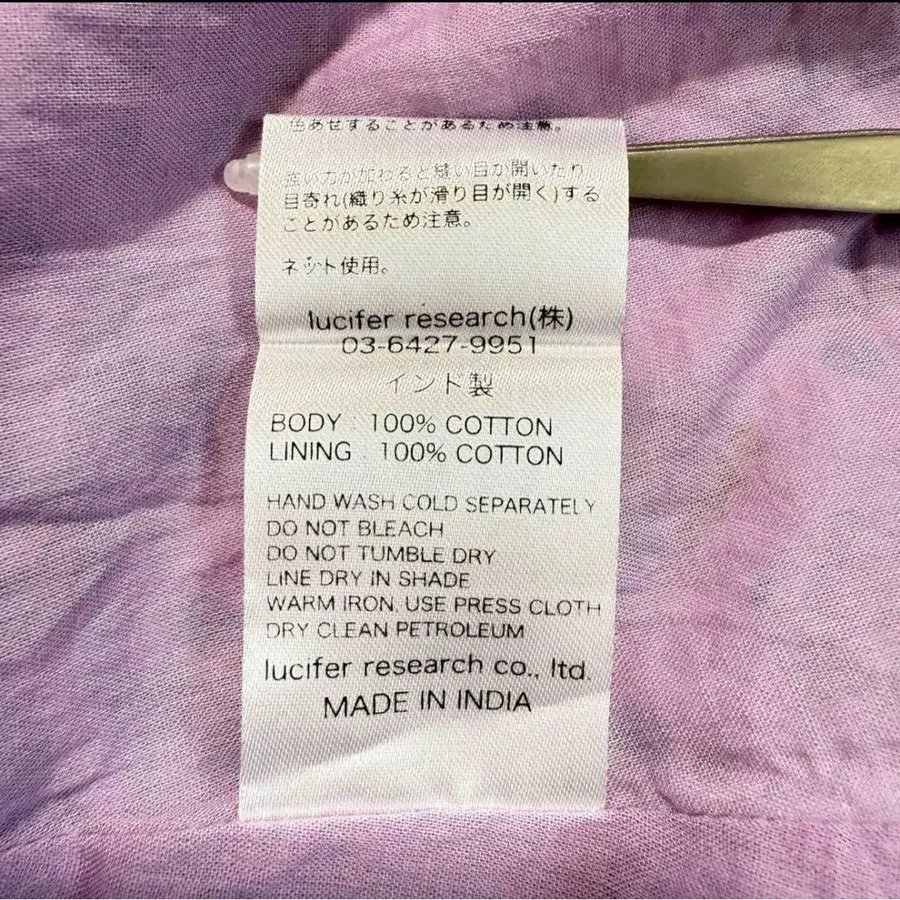 色あせすることがあるため注意。
強い力が加わると縫い目が開いたり、
目寄れ(織り糸が滑り目が開く)する
ことがあるため注意。
ネット使用。
lucifer research(株)
03-6427-9951
インド製
BODY : 100% COTTON
LINING : 100% COTTON
HAND WASH COLD SEPARATELY
DO NOT BLEACH
DO NOT TUMBLE DRY
LINE DRY IN SHADE
WARM IRON, USE PRESS CLOTH
DRY CLEAN PETROLEUM
lucifer research co., ltd.
MADE IN INDIA